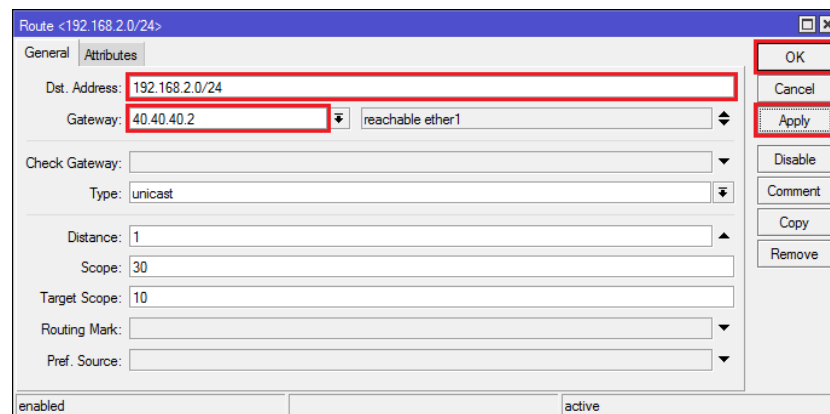 Route <192.168.2.0/24>
General Attributes
OK
Dst. Address: 192.168.2.0/24
Cancel
Gateway: 40.40.40.2 reachable ether1
Apply
Check Gateway:
Disable
Type: unicast
Comment
Copy
Distance: 1
Remove
Scope: 30
Target Scope: 10
Routing Mark:
Pref. Source:
enabled active